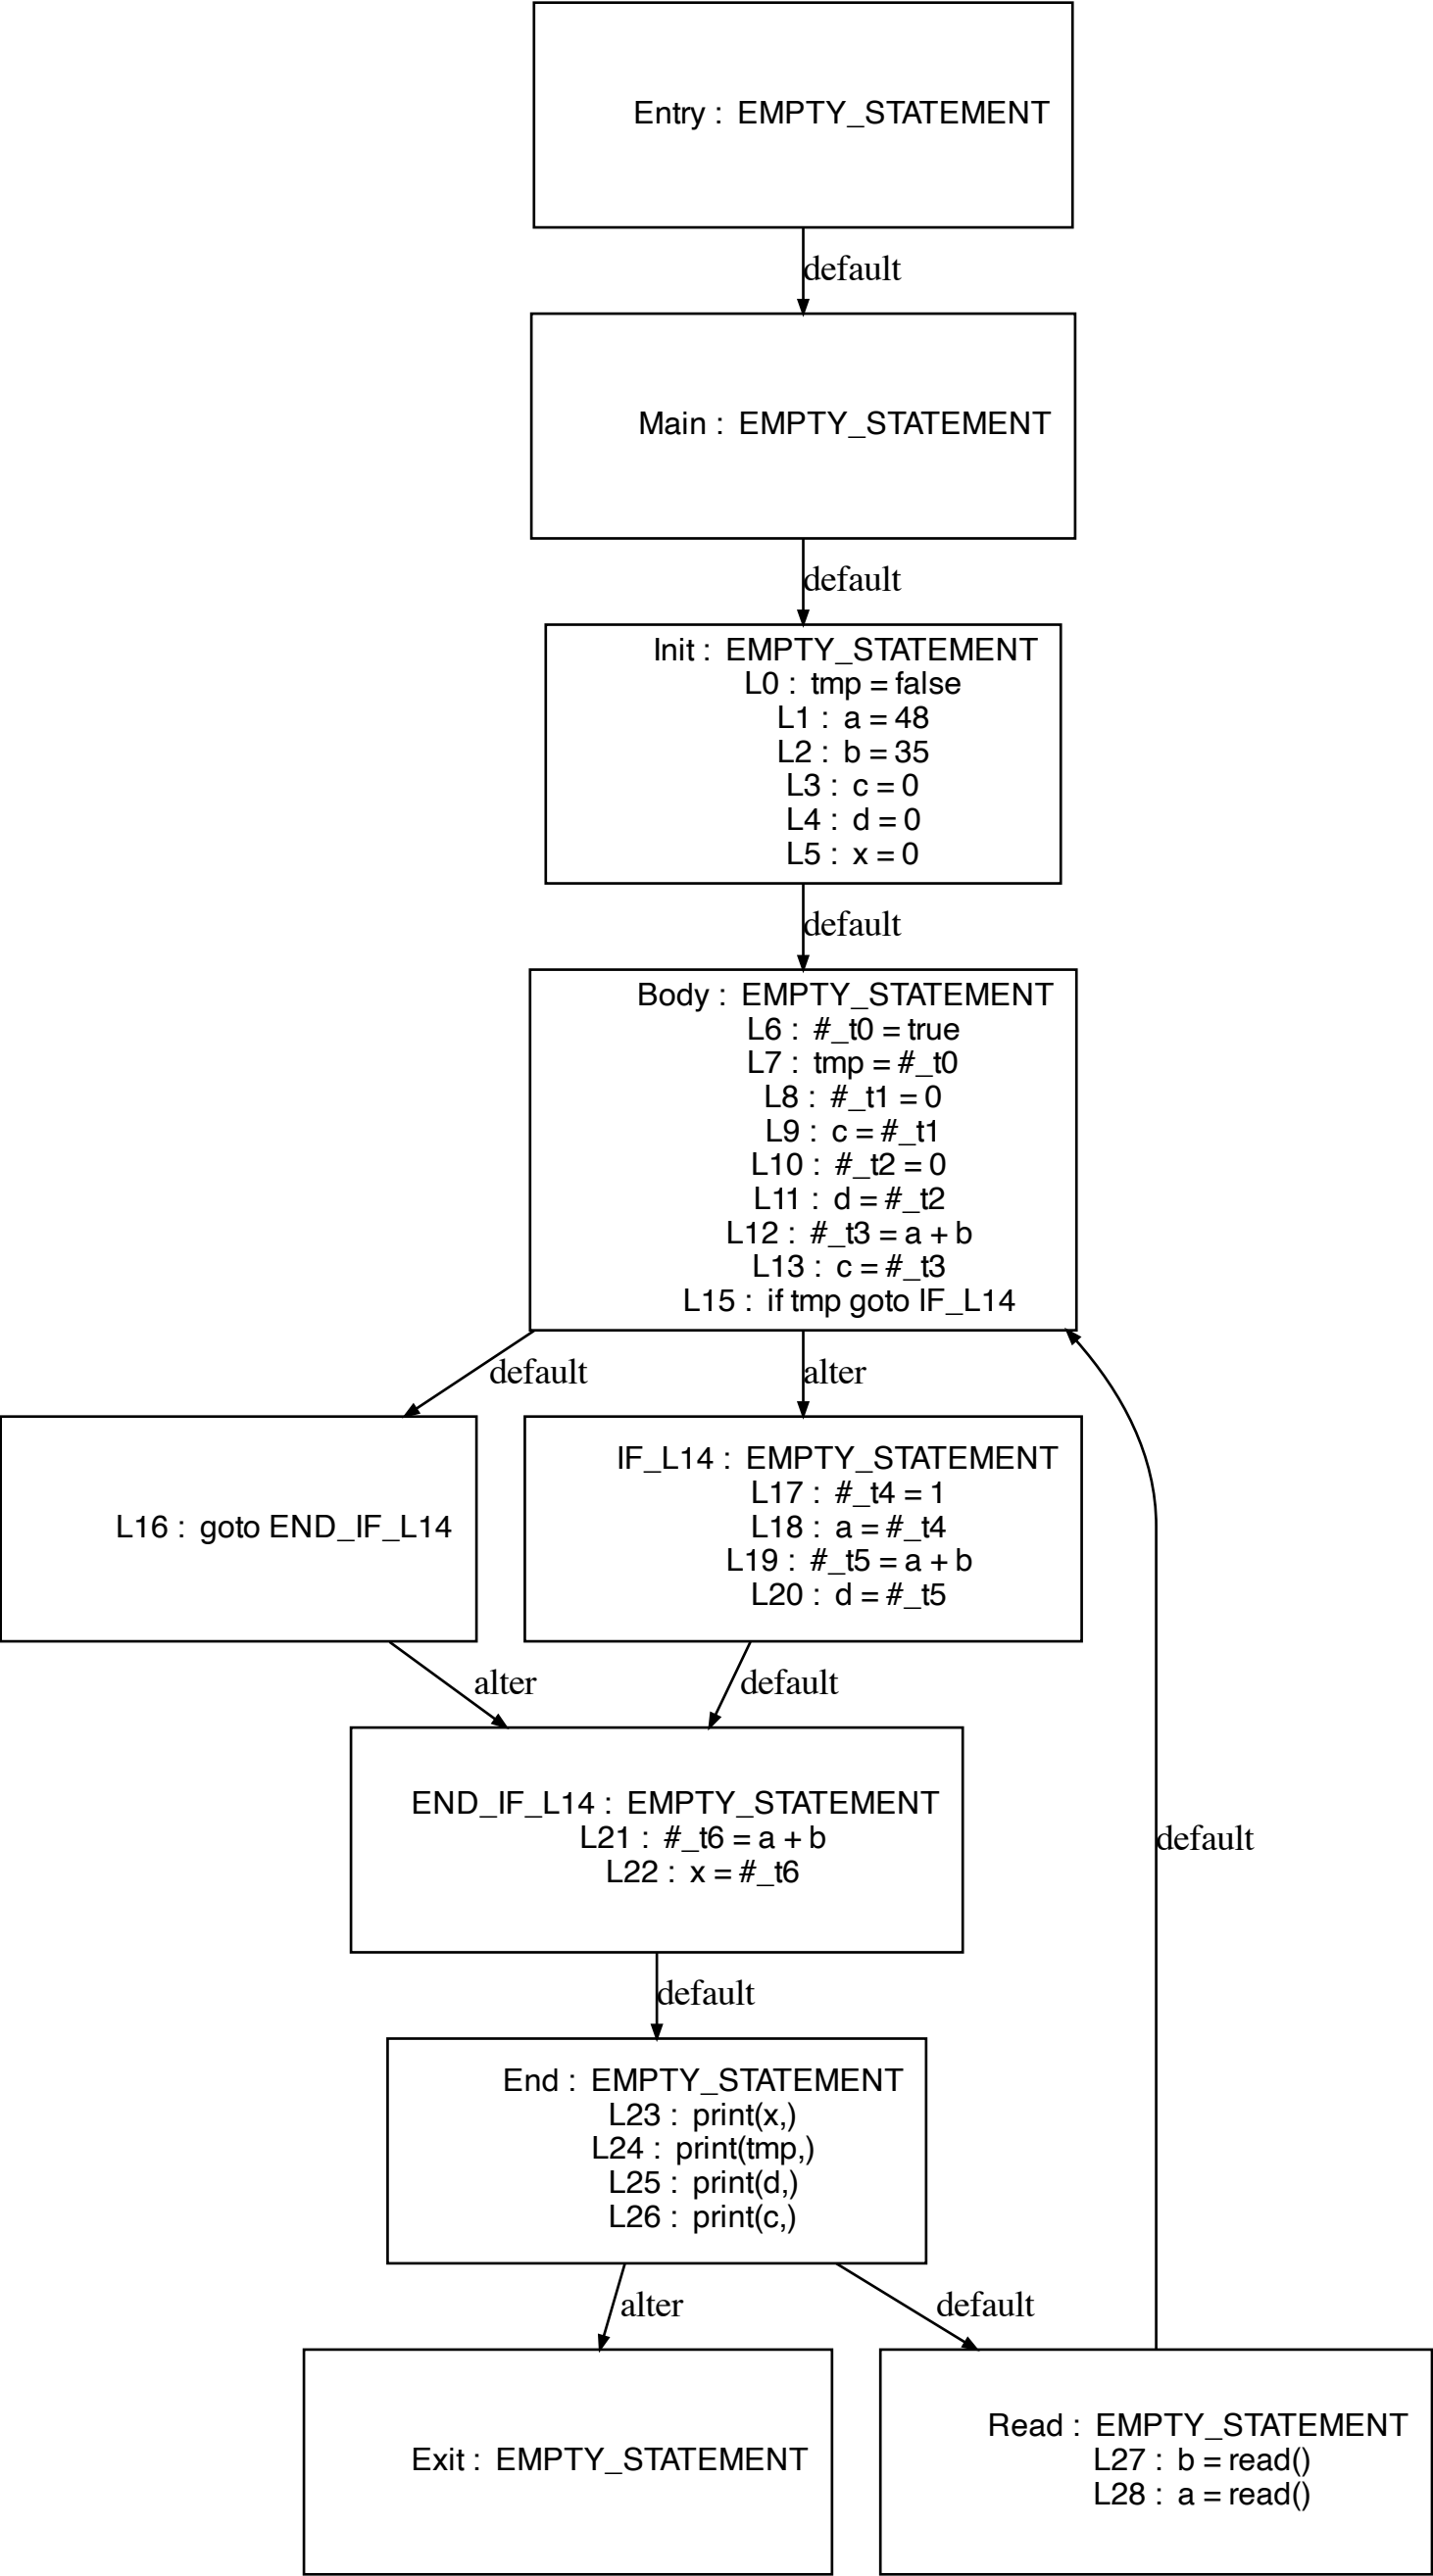 Entry :  EMPTY_STATEMENT
default
Main :  EMPTY_STATEMENT
default
Init :  EMPTY_STATEMENT
L0 :  tmp = false
L1 :  a = 48
L2 :  b = 35
L3 :  c = 0
L4 :  d = 0
L5 :  x = 0
default
Body :  EMPTY_STATEMENT
L6 :  #_t0 = true
L7 :  tmp = #_t0
L8 :  #_t1 = 0
L9 :  c = #_t1
L10 :  #_t2 = 0
L11 :  d = #_t2
L12 :  #_t3 = a + b
L13 :  c = #_t3
L15 :  if tmp goto IF_L14
default
alter
L16 :  goto END_IF_L14
IF_L14 :  EMPTY_STATEMENT
L17 :  #_t4 = 1
L18 :  a = #_t4
L19 :  #_t5 = a + b
L20 :  d = #_t5
alter
default
END_IF_L14 :  EMPTY_STATEMENT
L21 :  #_t6 = a + b
L22 :  x = #_t6
default
default
End :  EMPTY_STATEMENT
L23 :  print(x,)
L24 :  print(tmp,)
L25 :  print(d,)
L26 :  print(c,)
alter
default
Exit :  EMPTY_STATEMENT
Read :  EMPTY_STATEMENT
L27 :  b = read()
L28 :  a = read()